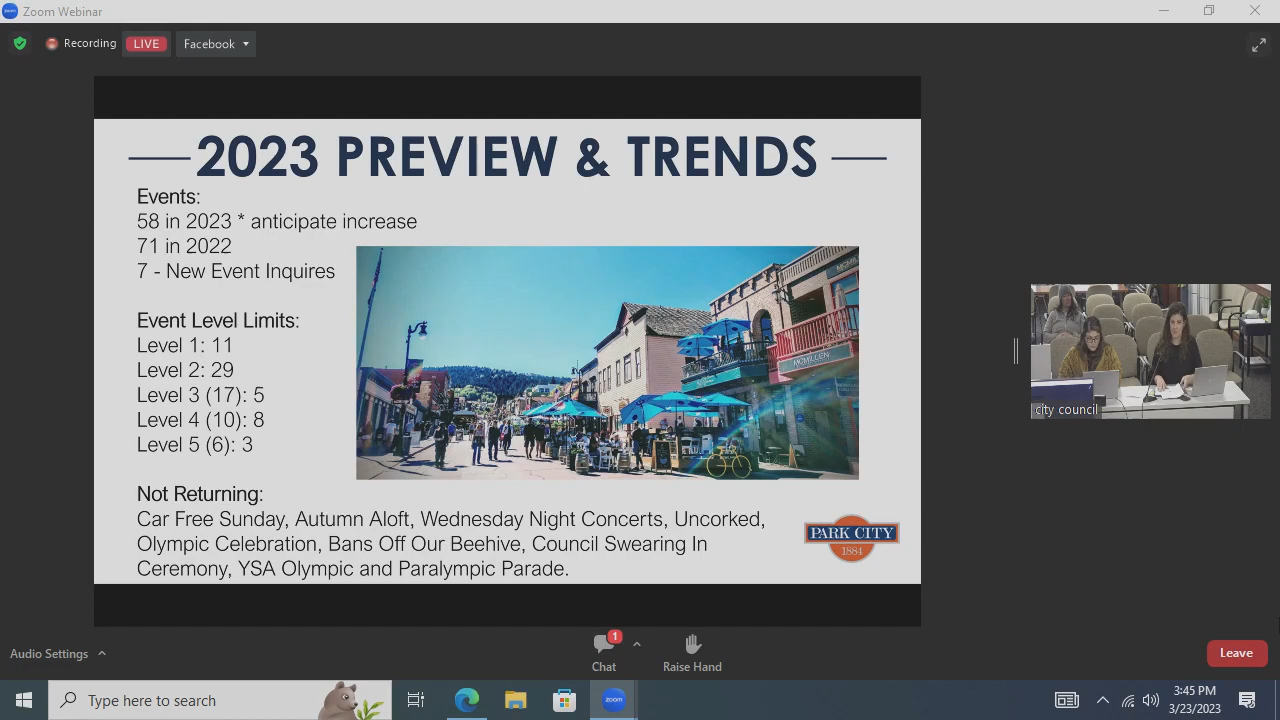 Zoom Webinar
Recording
LIVE
Facebook
2023 PREVIEW & TRENDS
Events:
58 in 2023 * anticipate increase
71 in 2022
7 - New Event Inquires
Event Level Limits:
Level 1: 11
Level 2: 29
Level 3 (17): 5
Level 4 (10): 8
Level 5 (6): 3
Not Returning:
Car Free Sunday, Autumn Aloft, Wednesday Night Concerts, Uncorked,
Olympic Celebration, Bans Off Our Beehive, Council Swearing In
Ceremony, YSA Olympic and Paralympic Parade.
MCMILLEN
MCMILLEN
PARK CITY
1884
city council
Audio Settings
1
Chat
Raise Hand
Leave
Type here to search
zoom
3:45 PM
3/23/2023